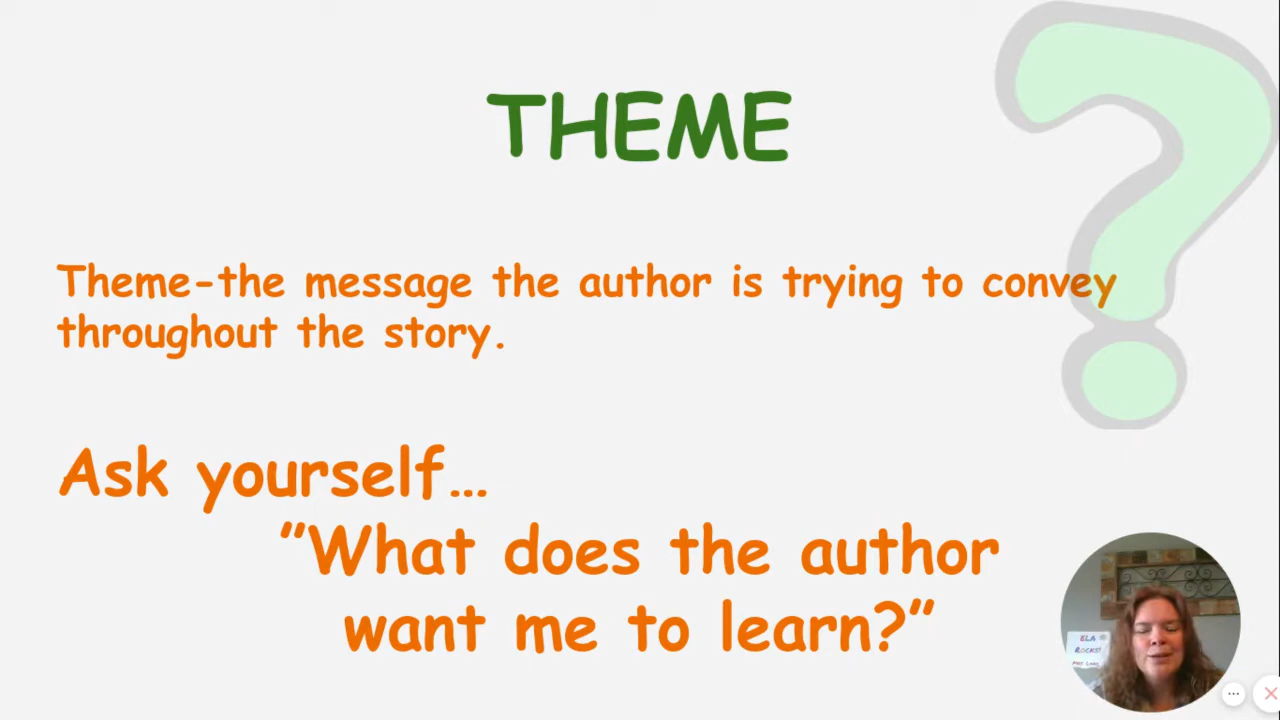 THEME
Theme-the message the author is trying to convey
throughout the story.
Ask yourself…
”What does the author
want me to learn?”
ELA
ROCKS!